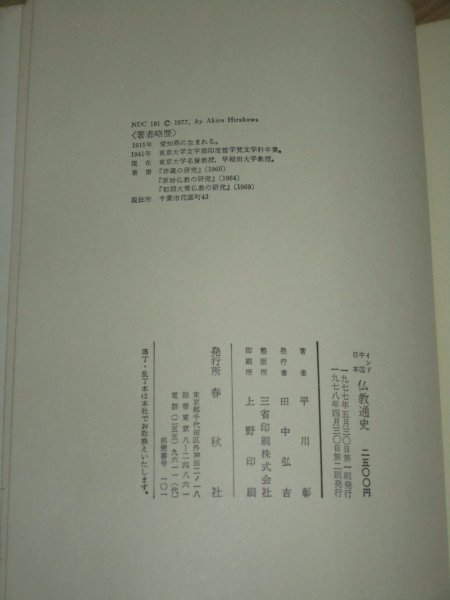 NDC 181 © 1977, Ay Akira Hirakawa
〈著者略歴〉
1915年 愛知県に生まれる。
1941年 東京大学文学部印度哲学梵文学科卒業。
現在 東京大学名誉教授，早稲田大学教授。
著書 『律蔵の研究』(1960)
『原始仏教の研究』(1964)
『初期大乗仏教の研究』(1969)
現住所 千葉市花園町43
インド 中国 日本 仏教通史 二五〇〇円
一九七七年五月三〇日第一刷発行
一九七八年四月三〇日第二刷発行
著者 平川彰
発行者 田中弘吉
整版所 三省印刷株式会社
印刷所 上野印刷
発行所 春秋社
東京都千代田区外神田二ノ一八
振替東京二ノ二四八六一
電話(二五五)九六一一(代)
郵便番号 一〇一
落丁・乱丁本は本社でお取換えいたします。